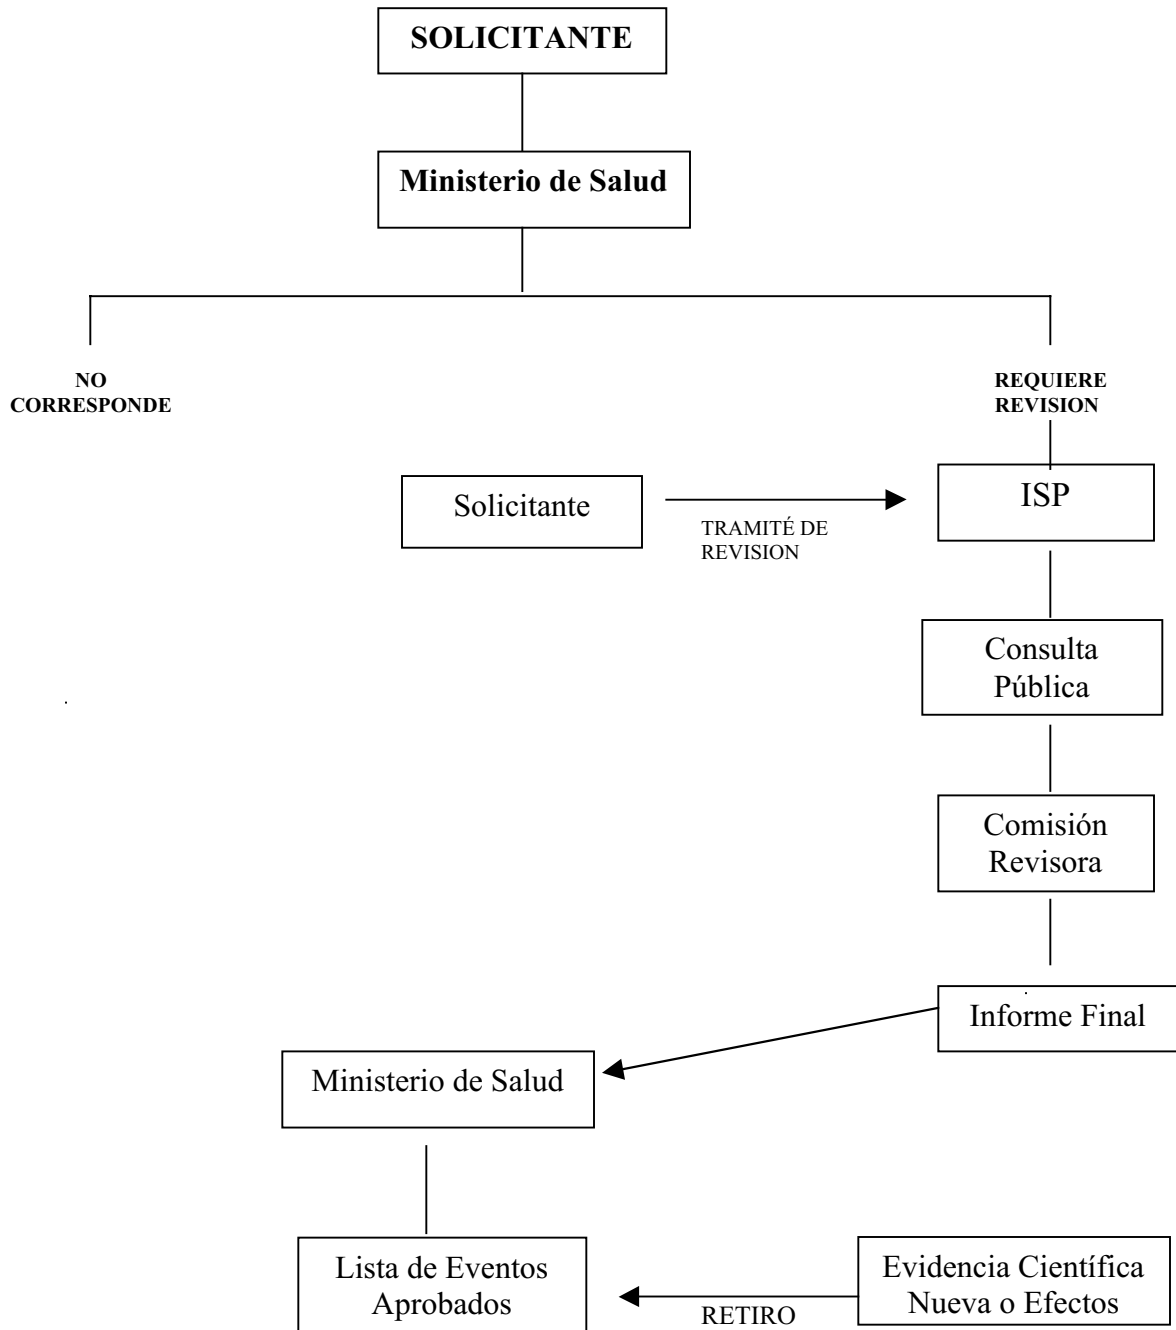 SOLICITANTE
Ministerio de Salud
NO
CORRESPONDE
REQUIERE
REVISION
Solicitante
TRAMITÉ DE
REVISION
ISP
Consulta
Pública
Comisión
Revisora
Informe Final
Ministerio de Salud
Lista de Eventos
Aprobados
RETIRO
Evidencia Científica
Nueva o Efectos